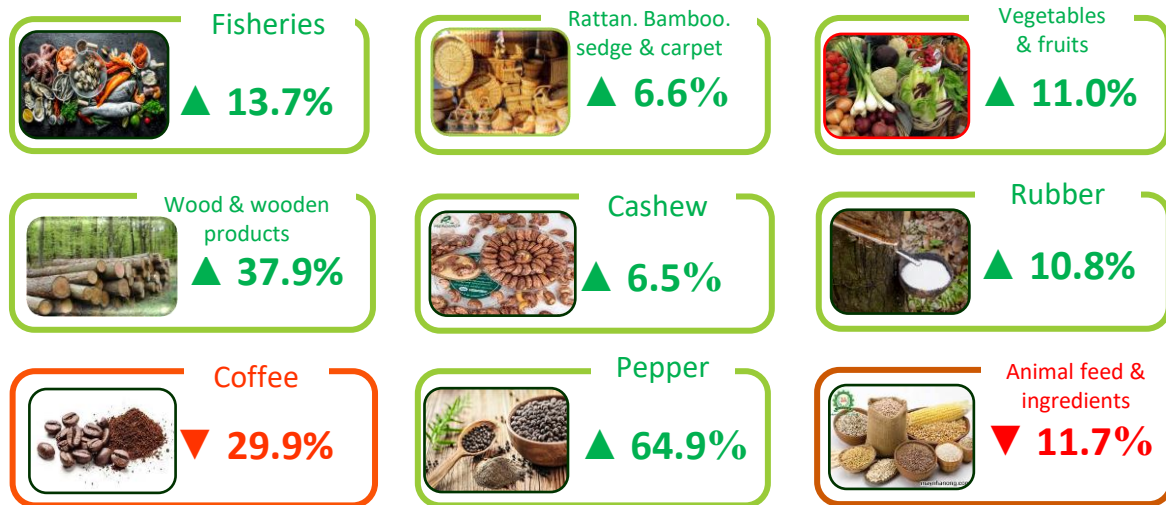 Fisheries
▲ 13.7%
Rattan. Bamboo.
sedge & carpet
▲ 6.6%
Vegetables
& fruits
▲ 11.0%
Wood & wooden
products
▲ 37.9%
Cashew
▲ 6.5%
Rubber
▲ 10.8%
Coffee
▼ 29.9%
Pepper
▲ 64.9%
Animal feed &
ingredients
▼ 11.7%